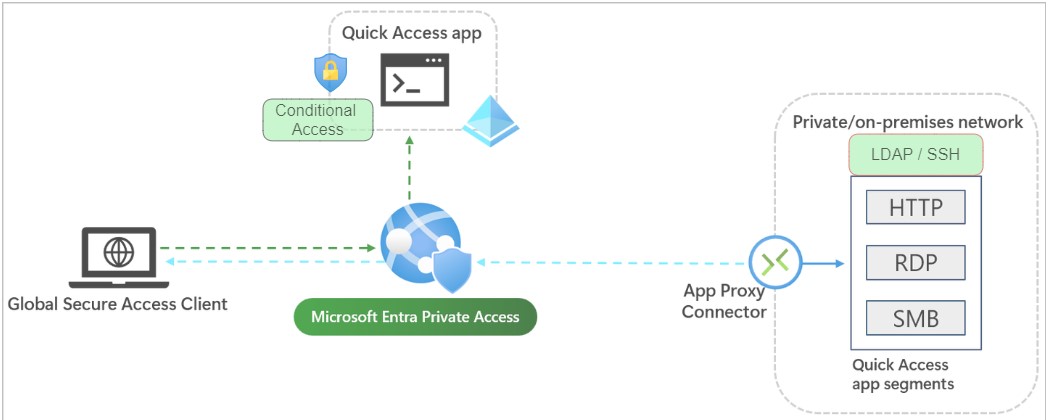 Quick Access app
>_
Conditional
Access
Private/on-premises network
LDAP / SSH
HTTP
RDP
SMB
Quick Access
app segments
App Proxy
Connector
Global Secure Access Client
Microsoft Entra Private Access